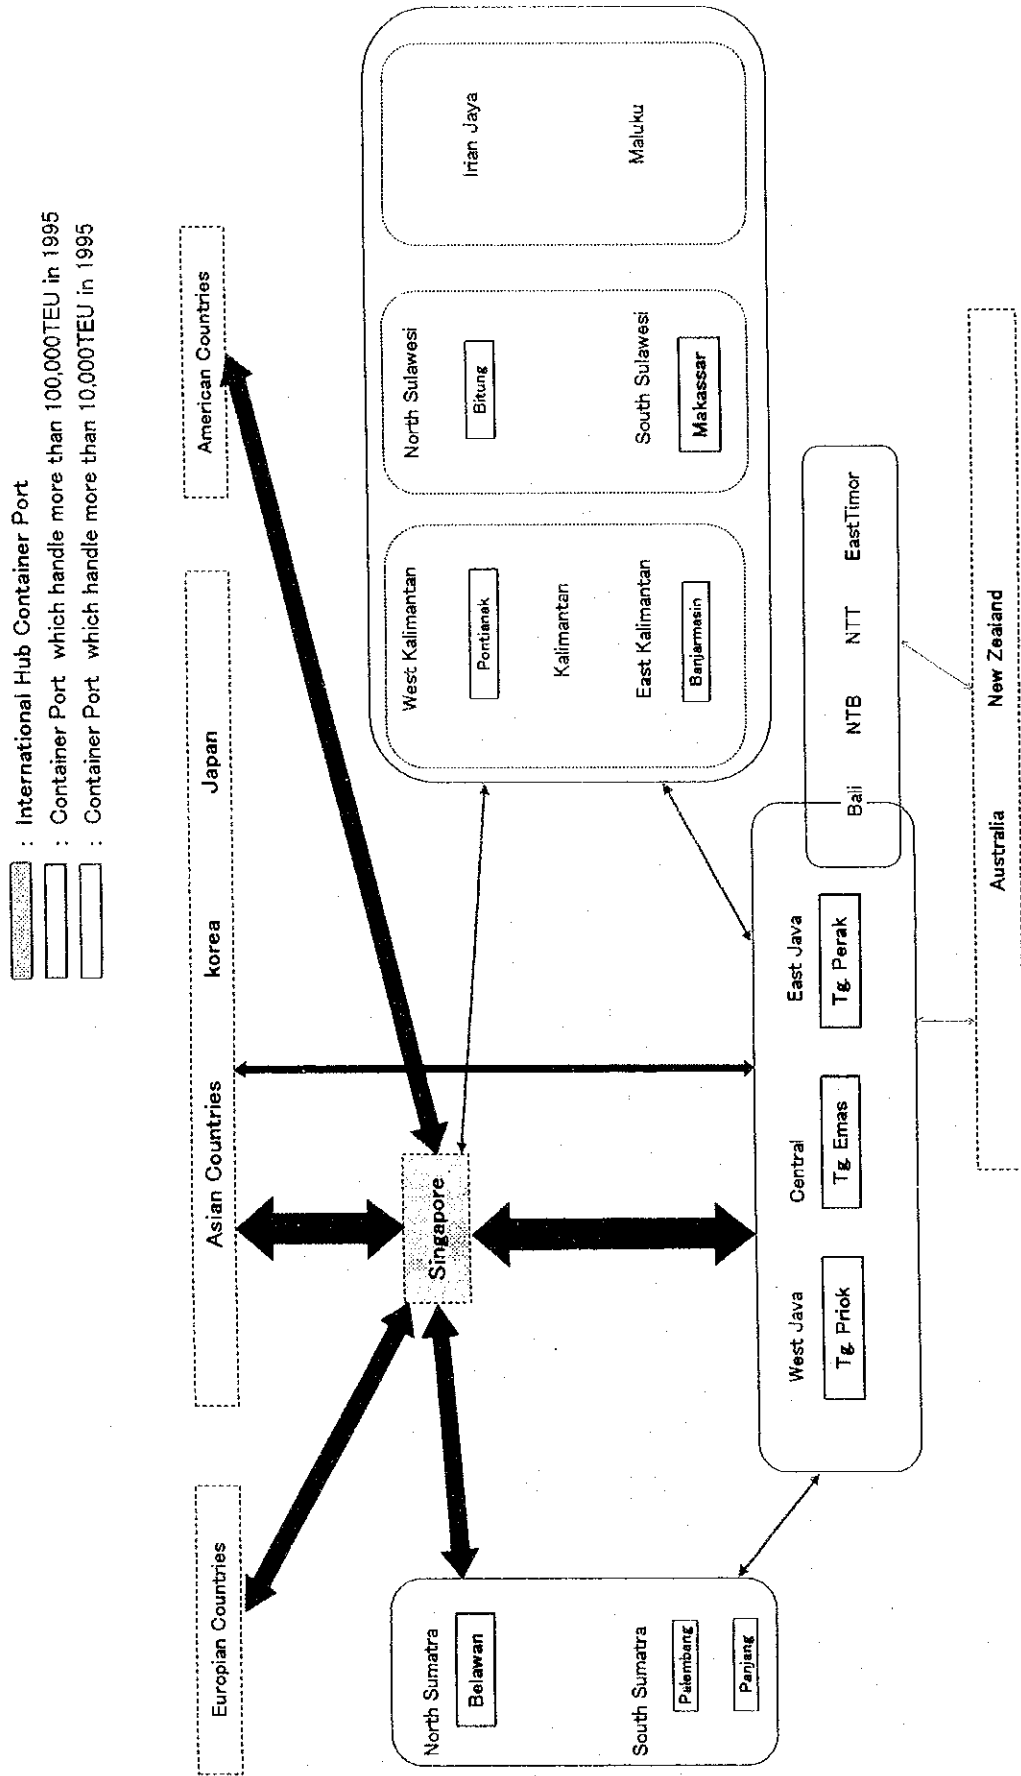 : International Hub Container Port
: Container Port which handle more than 100,000TEU in 1995
: Container Port which handle more than 10,000TEU in 1995
Europian Countries
Asian Countries korea Japan
American Countries
Singapore
North Sumatra
Belawan
South Sumatra
Palembang
Panjang
West Java
Tg. Priok
Central
Tg. Emas
East Java
Tg. Perak
Bali NTB NTT EastTimor
West Kalimantan
Pontianak
Kalimantan
East Kalimantan
Banjarmasin
North Sulawesi
Bitung
South Sulawesi
Makassar
Irian Jaya
Maluku
Australia New Zealand